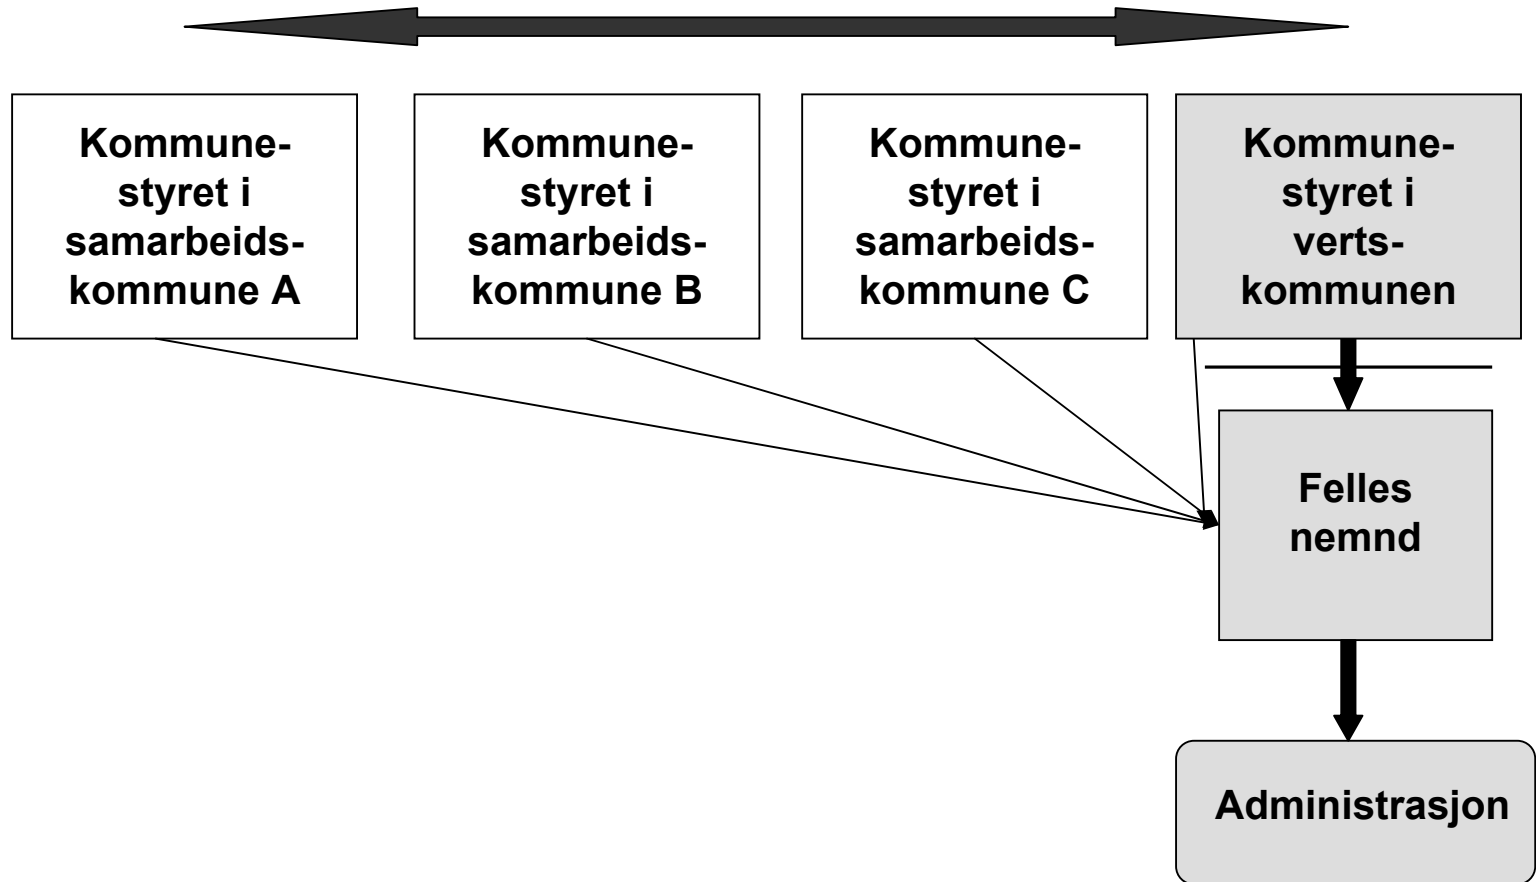 Kommune-
styret i
samarbeids-
kommune A
Kommune-
styret i
samarbeids-
kommune B
Kommune-
styret i
samarbeids-
kommune C
Kommune-
styret i
verts-
kommunen
Felles
nemnd
Administrasjon